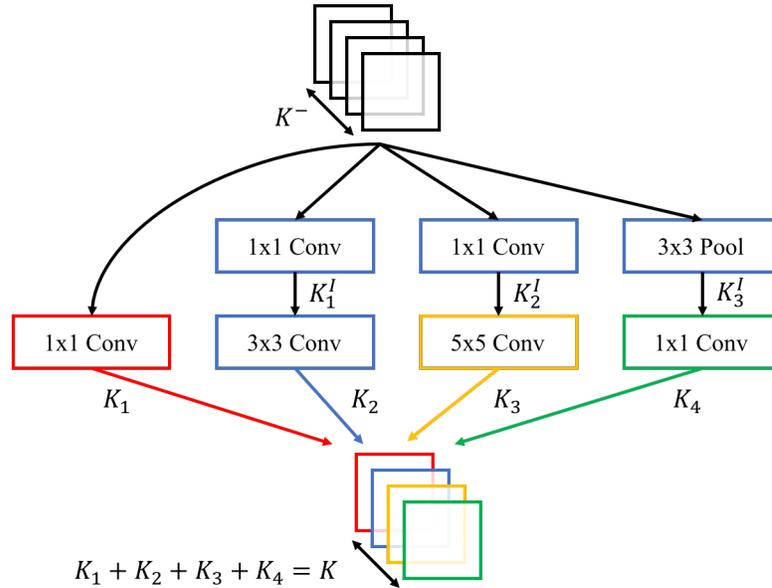 K⁻
1x1 Conv 1x1 Conv 3x3 Pool
K₁ᴵ K₂ᴵ K₃ᴵ
1x1 Conv 3x3 Conv 5x5 Conv 1x1 Conv
K₁ K₂ K₃ K₄
K₁ + K₂ + K₃ + K₄ = K